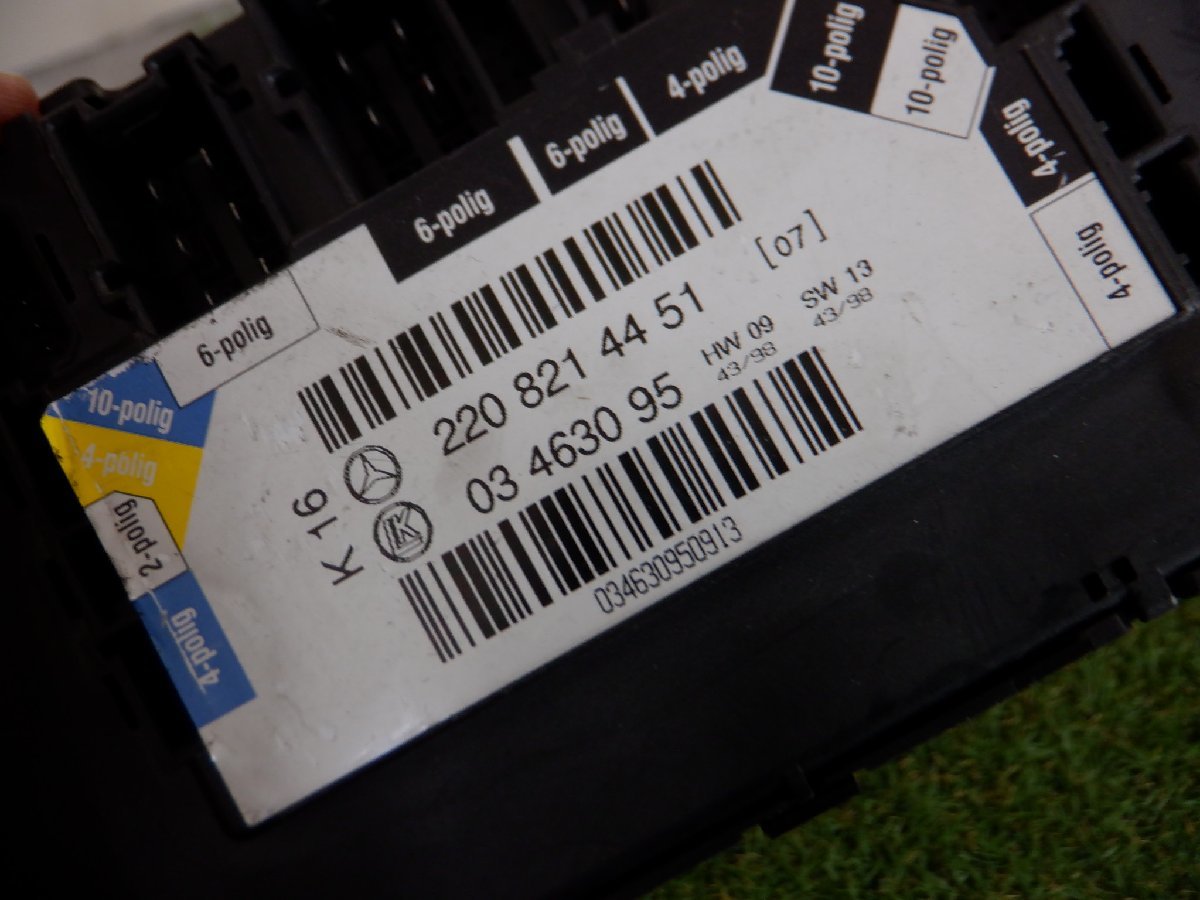 10-polig
10-polig
4-polig
4-polig
4-polig
6-polig
6-polig
6-polig
10-polig
4-polig
2-polig
4-polig
[07]
220 821 44 51
HW 09 SW 13
43/98 43/98
03 4630 95
K 16
K
034630950913